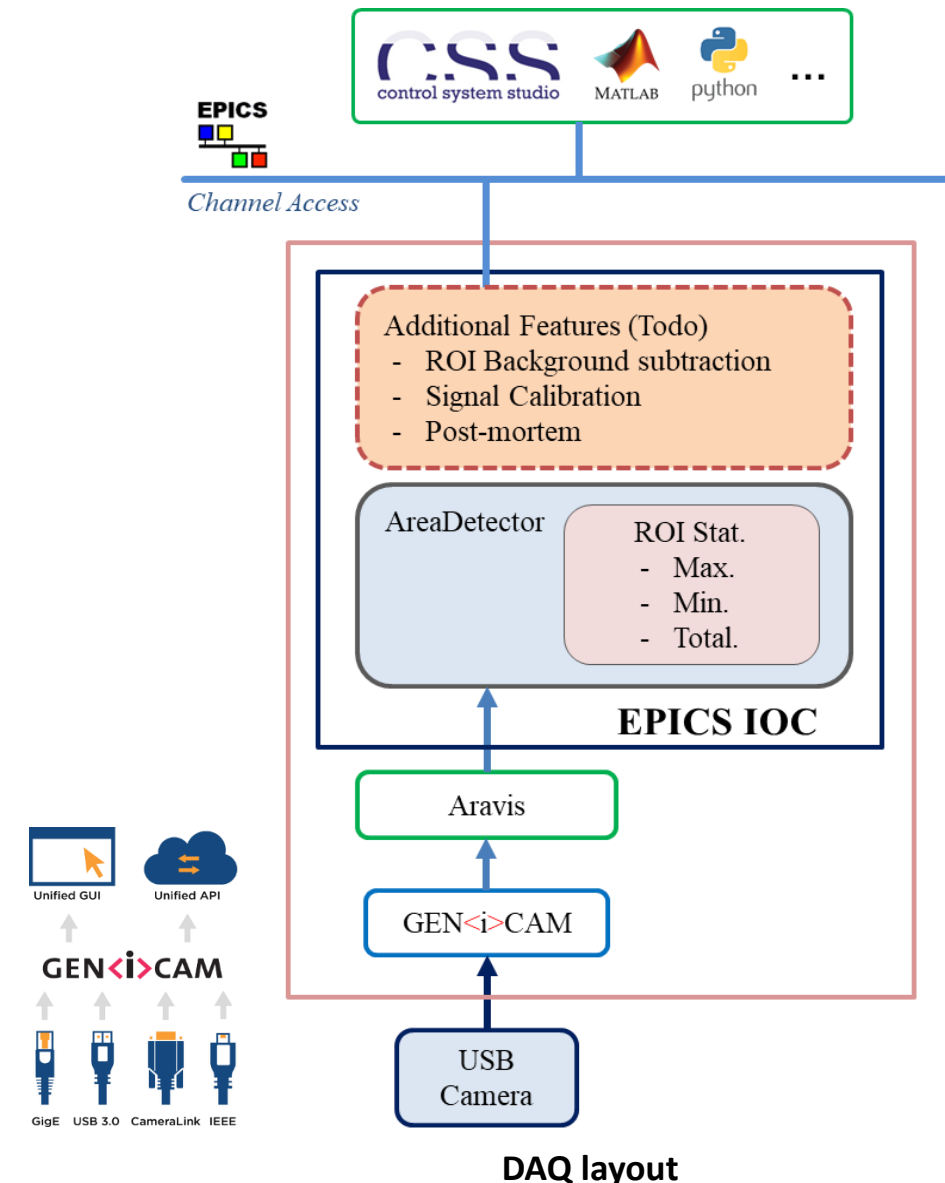 CSS
control system studio
MATLAB
python
...
EPICS
Channel Access
Additional Features (Todo)
- ROI Background subtraction
- Signal Calibration
- Post-mortem
AreaDetector
ROI Stat.
- Max.
- Min.
- Total.
EPICS IOC
Aravis
GEN<i>CAM
USB
Camera
Unified GUI
Unified API
GEN<i>CAM
GigE
USB 3.0
CameraLink
IEEE
DAQ layout